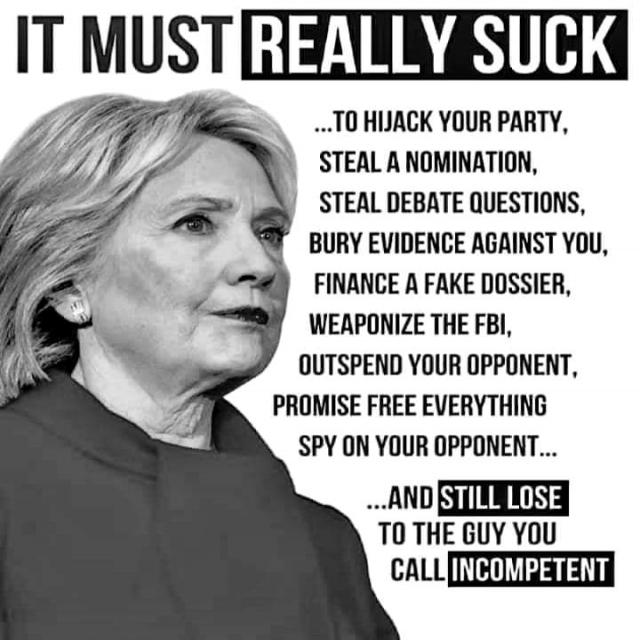 IT MUST REALLY SUCK
...TO HIJACK YOUR PARTY,
STEAL A NOMINATION,
STEAL DEBATE QUESTIONS,
BURY EVIDENCE AGAINST YOU,
FINANCE A FAKE DOSSIER,
WEAPONIZE THE FBI,
OUTSPEND YOUR OPPONENT,
PROMISE FREE EVERYTHING
SPY ON YOUR OPPONENT...
...AND STILL LOSE
TO THE GUY YOU
CALL INCOMPETENT